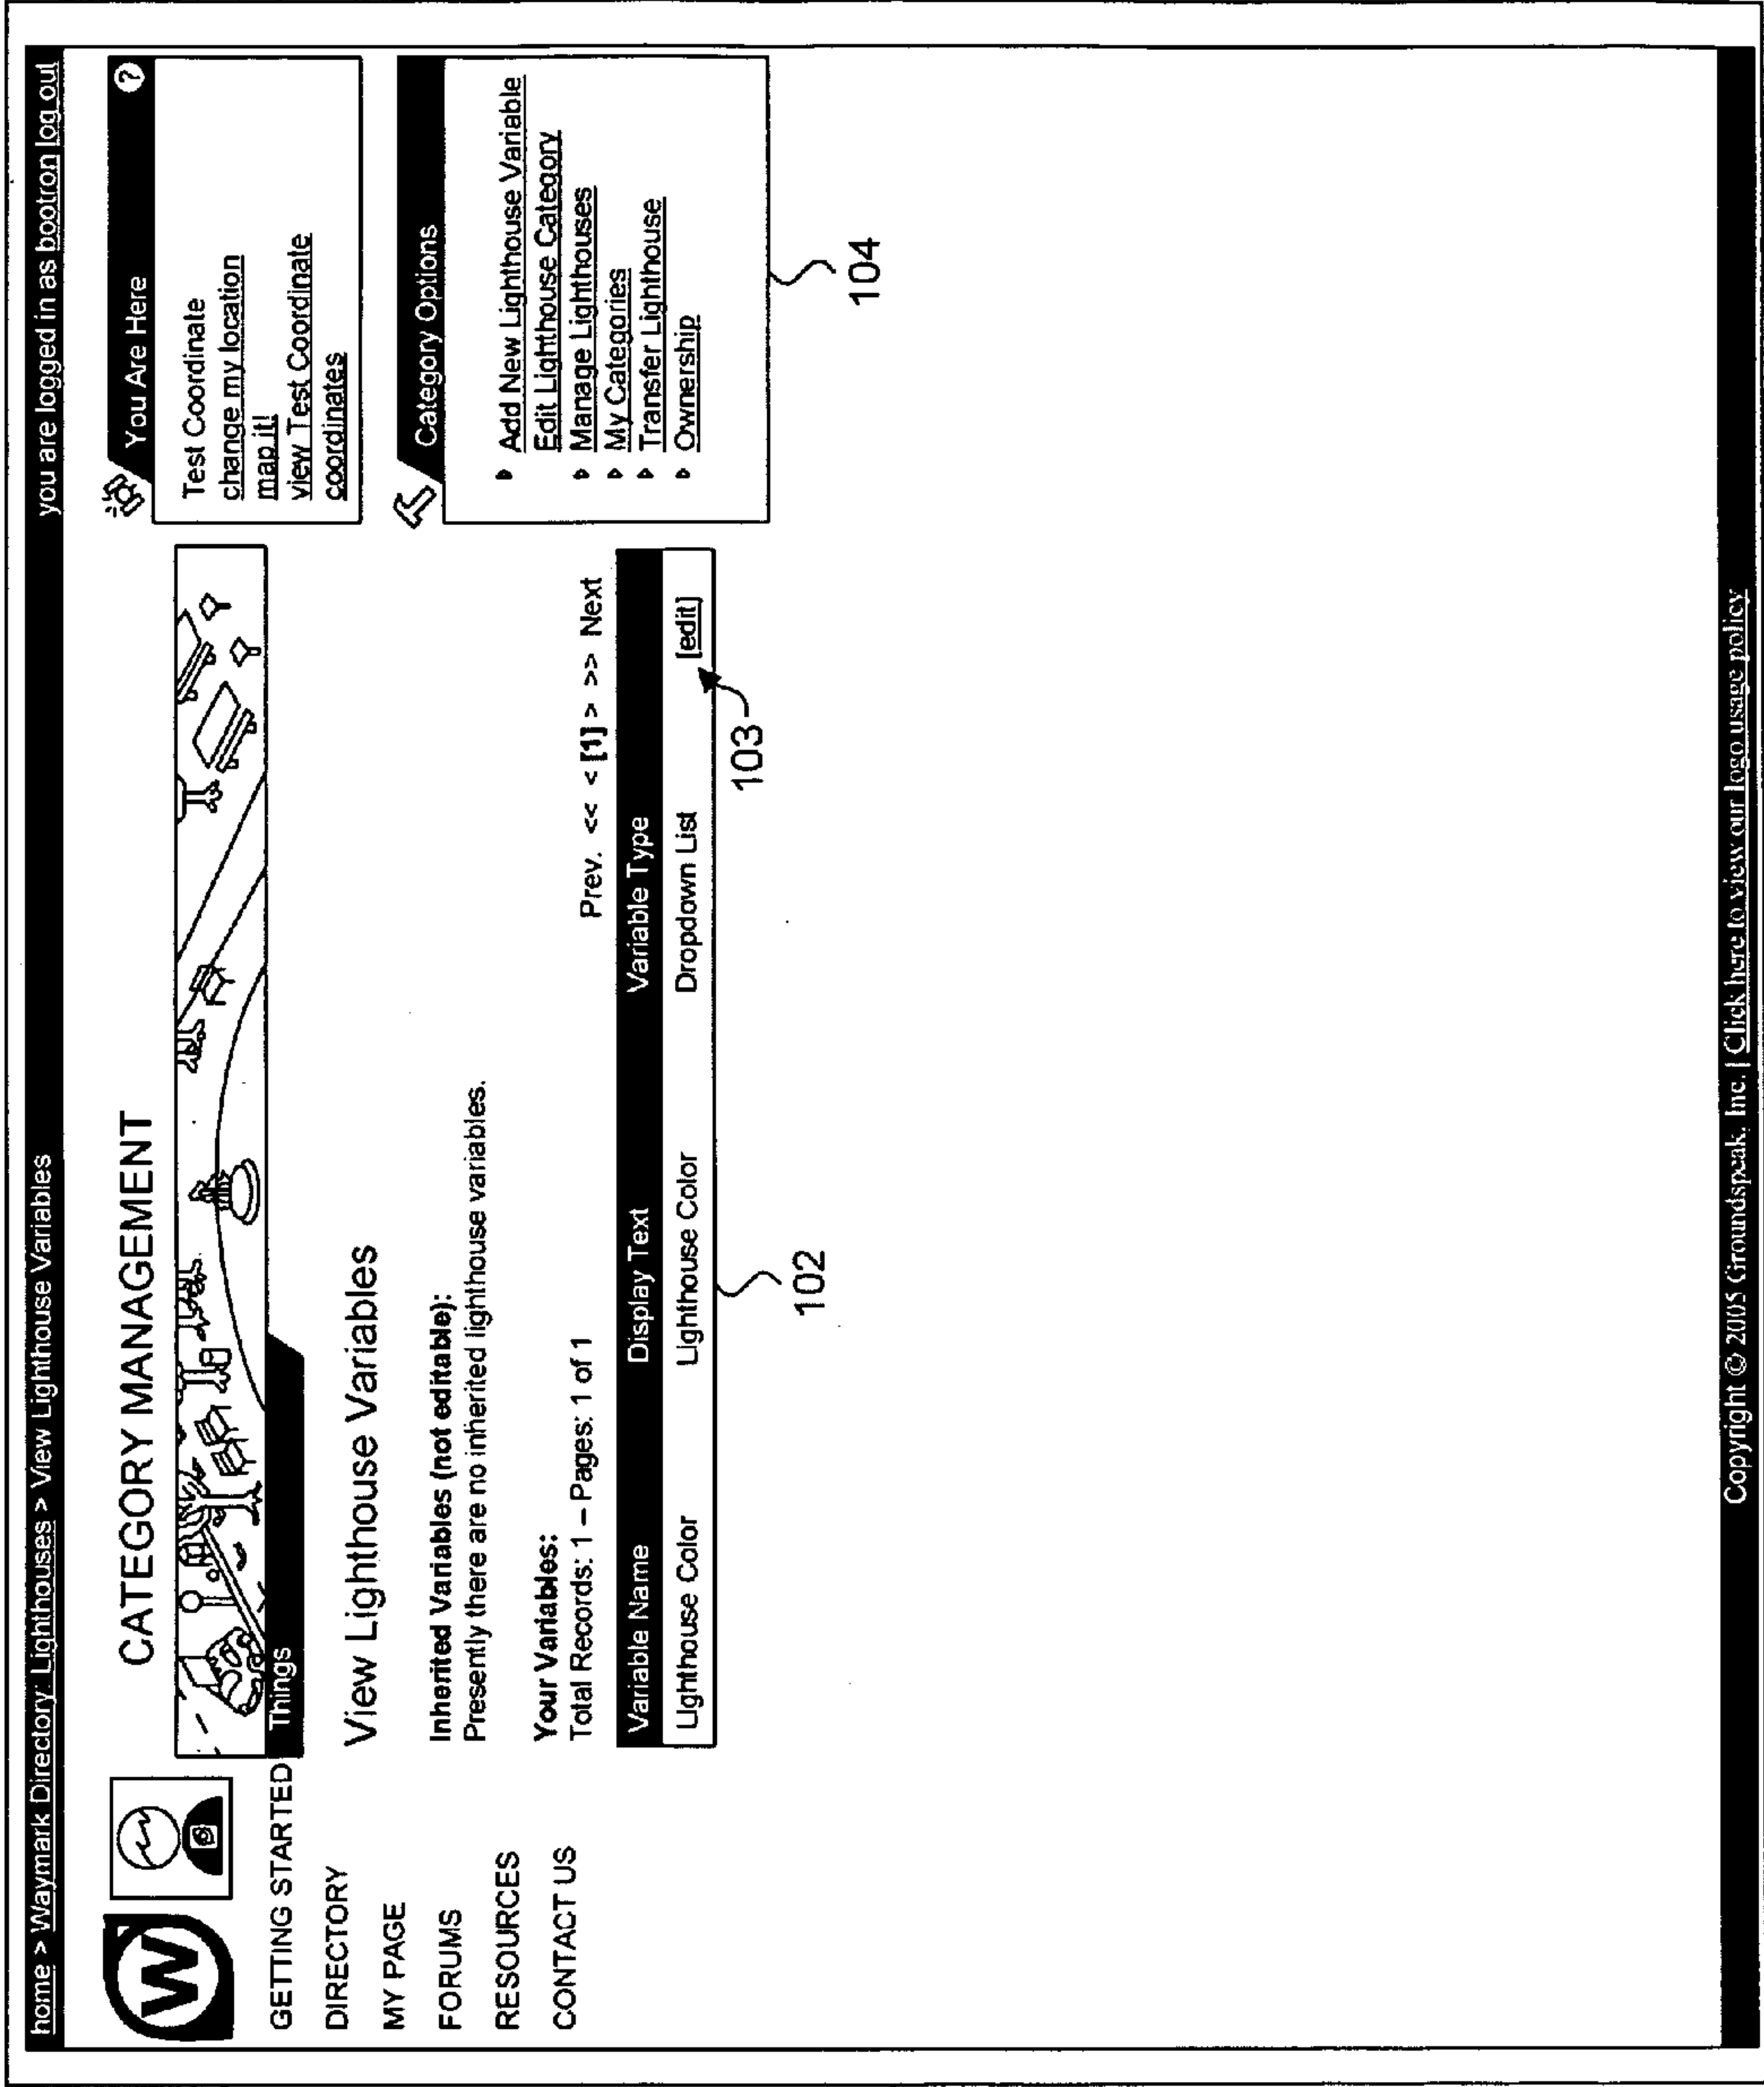 home > Waymark Directory: Lighthouses > View Lighthouse Variables
you are logged in as bootron log out
W
GETTING STARTED
DIRECTORY
MY PAGE
FORUMS
RESOURCES
CONTACT US
CATEGORY MANAGEMENT
Things
View Lighthouse Variables
Inherited Variables (not editable):
Presently there are no inherited lighthouse variables.
Your Variables:
Total Records: 1 – Pages: 1 of 1
Prev. << < [1] > >> Next
Variable Name Display Text Variable Type
Lighthouse Color Lighthouse Color Dropdown List [edit]
102
103
You Are Here ?
Test Coordinate
change my location
map it!
view Test Coordinate
coordinates
Category Options
Add New Lighthouse Variable
Edit Lighthouse Category
Manage Lighthouses
My Categories
Transfer Lighthouse
Ownership
104
Copyright © 2005 Groundspeak, Inc. | Click here to view our logo usage policy